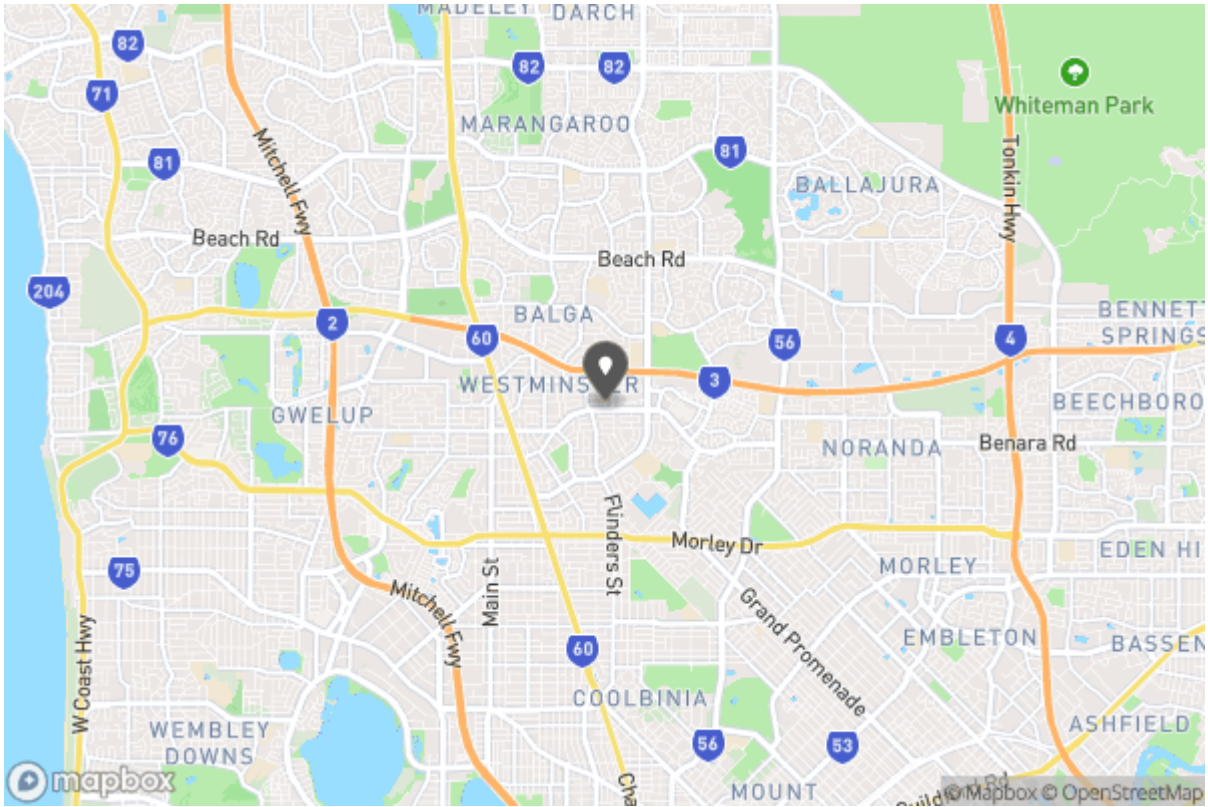 MADELEY
DARCH
82
82
82
71
Whiteman Park
MARANGAROO
Mitchell Fwy
81
81
Tonkin Hwy
BALLAJURA
Beach Rd
Beach Rd
204
BALGA
BENNETT
SPRINGS
2
60
56
4
WESTMINSTER
3
GWELUP
BEECHBORO
76
NORANDA
Benara Rd
Flinders St
Morley Dr
EDEN HI
75
Main St
MORLEY
Mitchell Fwy
Grand Promenade
W Coast Hwy
EMBLETON
BASSEN
60
COOLBINIA
WEMBLEY
DOWNS
56
53
ASHFIELD
Cha
MOUNT
mapbox
© Mapbox © OpenStreetMap